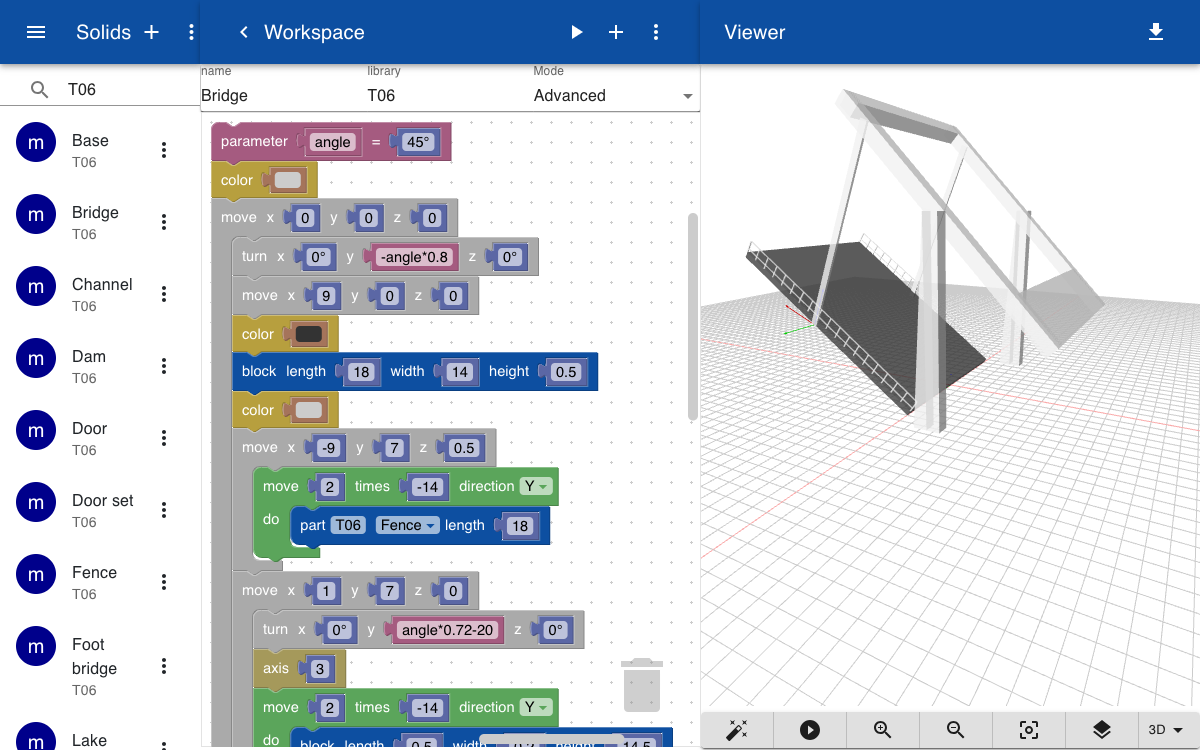 Solids
Workspace
Viewer
T06
name
Bridge
library
T06
Mode
Advanced
m
Base
T06
m
Bridge
T06
m
Channel
T06
m
Dam
T06
m
Door
T06
m
Door set
T06
m
Fence
T06
m
Foot bridge
T06
m
Lake
parameter angle = 45°
color
move x 0 y 0 z 0
turn x 0° y -angle*0.8 z 0°
move x 9 y 0 z 0
color
block length 18 width 14 height 0.5
color
move x -9 y 7 z 0.5
move 2 times -14 direction Y
do part T06 Fence length 18
move x 1 y 7 z 0
turn x 0° y angle*0.72-20 z 0°
axis 3
move 2 times -14 direction Y
do block length 0.5 width 0.2 height 14.5
3D